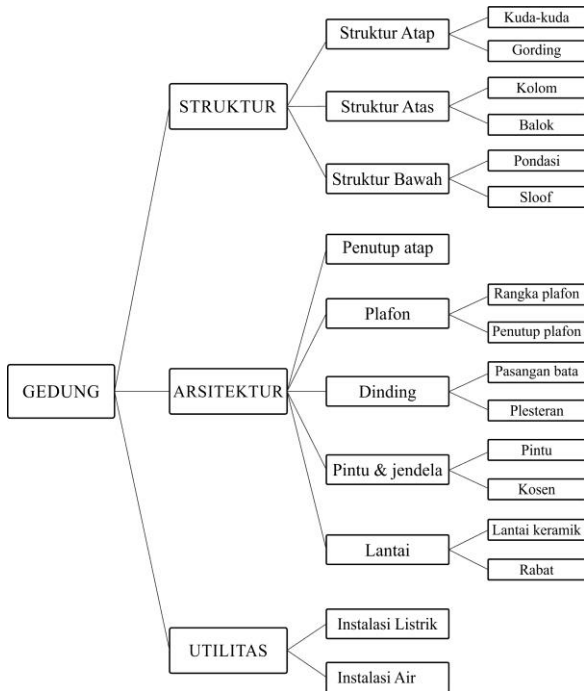 Kuda-kuda
Struktur Atap
Gording
Kolom
STRUKTUR
Struktur Atas
Balok
Pondasi
Struktur Bawah
Sloof
Penutup atap
Rangka plafon
Plafon
Penutup plafon
Pasangan bata
GEDUNG
ARSITEKTUR
Dinding
Plesteran
Pintu
Pintu & jendela
Kosen
Lantai keramik
Lantai
Rabat
Instalasi Listrik
UTILITAS
Instalasi Air